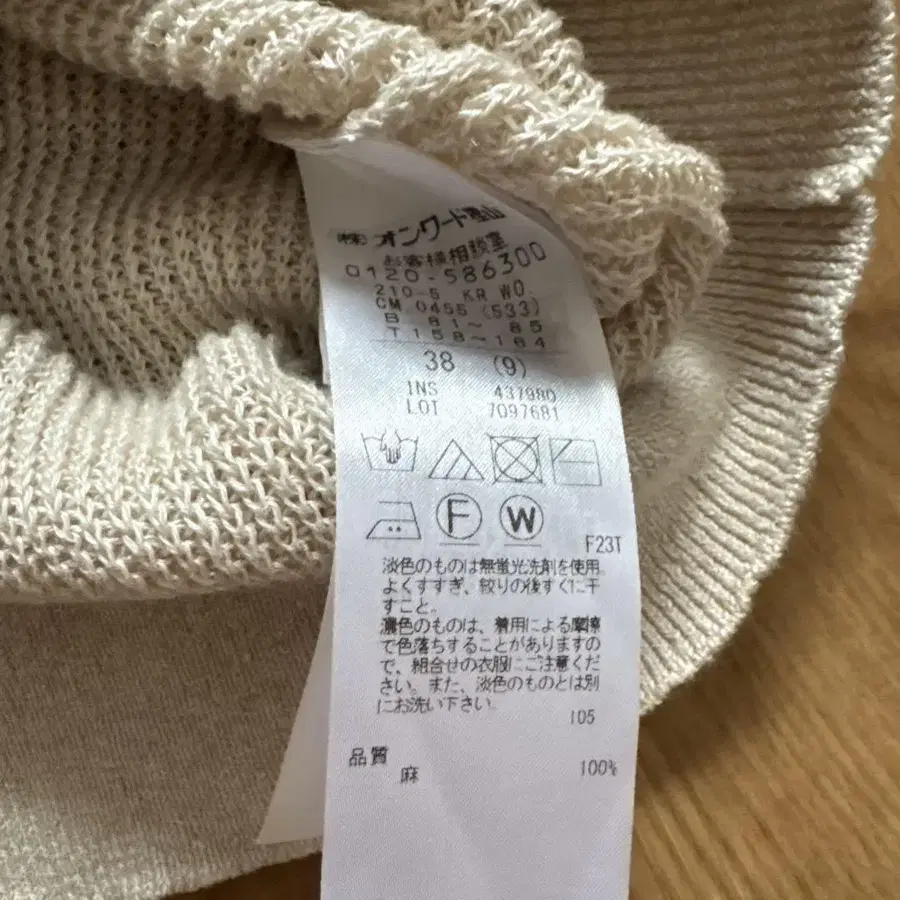 ㈱オンワード樫山
お客様相談室
0120-586300
210-5 KR WO.
CM 0455 (533)
B 81～ 85
T 158～164
38 (9)
INS 437980
LOT 7097681
F W
F23T
淡色のものは無蛍光洗剤を使用。
よくすすぎ、絞りの後すぐに干
すこと。
濃色のものは、着用による摩擦
で色落ちすることがありますの
で、組合せの衣服にご注意くだ
さい。また、淡色のものとは別
にお洗い下さい。
105
品質
麻 100%